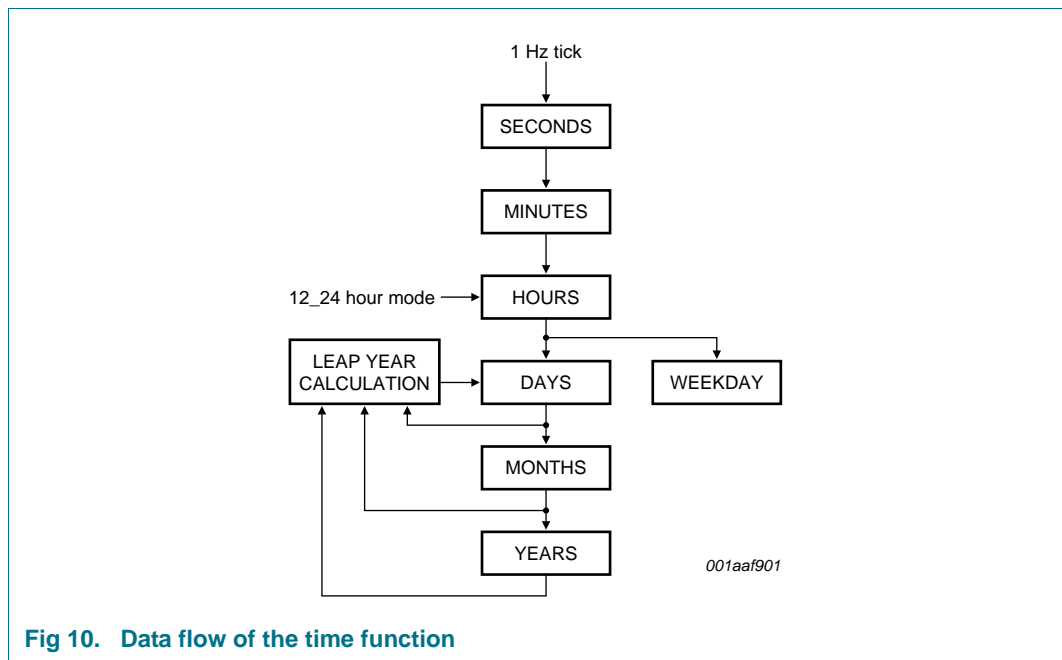 1 Hz tick
SECONDS
MINUTES
12_24 hour mode
HOURS
LEAP YEAR
CALCULATION
DAYS
WEEKDAY
MONTHS
YEARS
001aaf901
Fig 10. Data flow of the time function